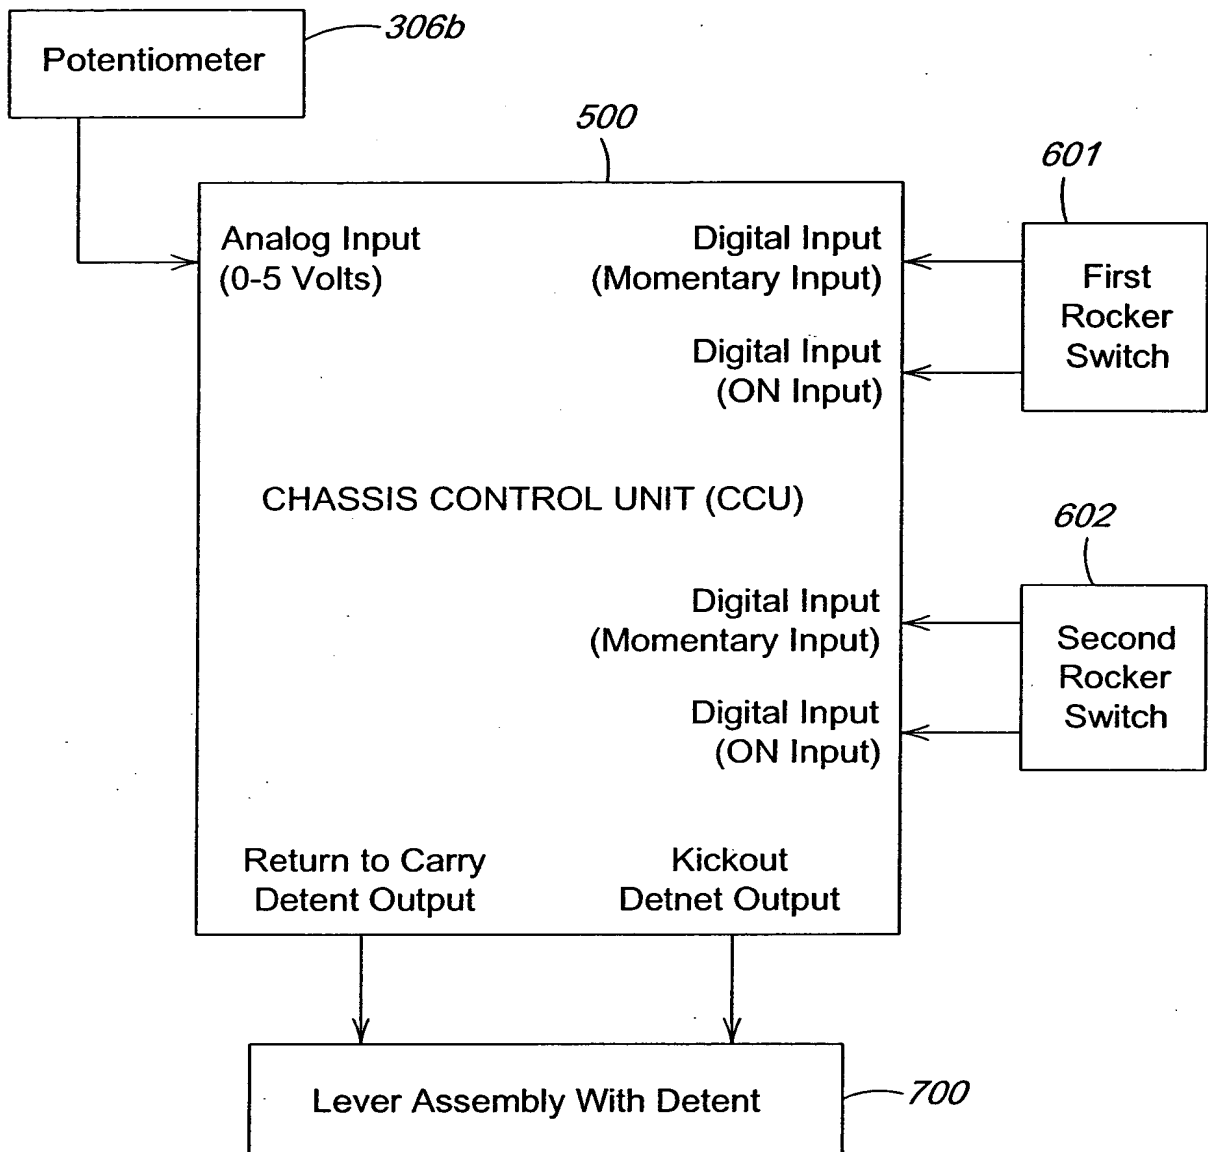 306b
Potentiometer
500
601
Analog Input
(0-5 Volts)
Digital Input
(Momentary Input)
Digital Input
(ON Input)
First
Rocker
Switch
CHASSIS CONTROL UNIT (CCU)
602
Digital Input
(Momentary Input)
Digital Input
(ON Input)
Second
Rocker
Switch
Return to Carry
Detent Output
Kickout
Detnet Output
Lever Assembly With Detent
700